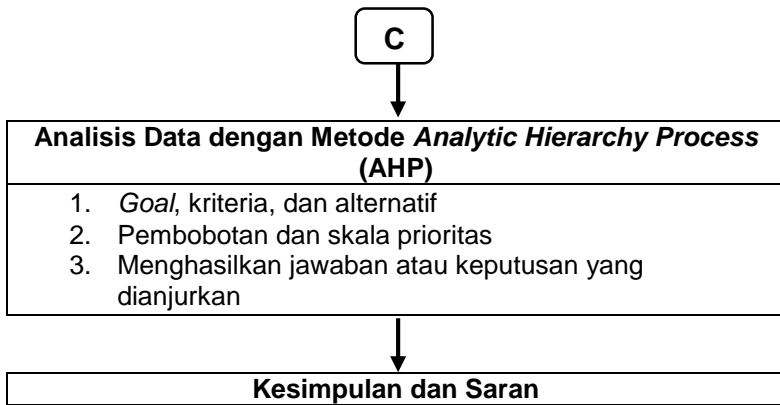 C
Analisis Data dengan Metode Analytic Hierarchy Process
(AHP)
1. Goal, kriteria, dan alternatif
2. Pembobotan dan skala prioritas
3. Menghasilkan jawaban atau keputusan yang
dianjurkan
Kesimpulan dan Saran